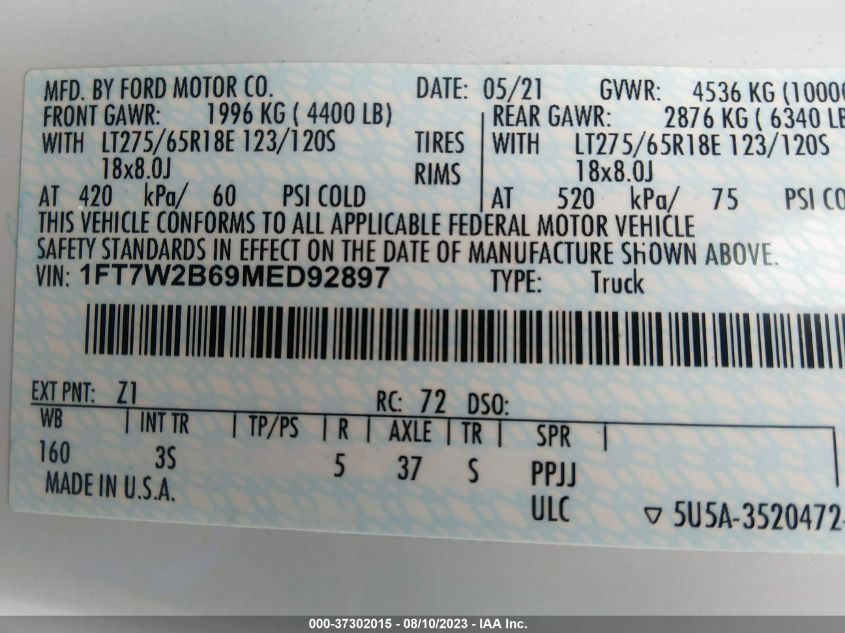 MFD. BY FORD MOTOR CO. DATE: 05/21 GVWR: 4536 KG (10000
FRONT GAWR: 1996 KG ( 4400 LB) REAR GAWR: 2876 KG ( 6340 LB
WITH LT275/65R18E 123/120S TIRES WITH LT275/65R18E 123/120S
18x8.0J RIMS 18x8.0J
AT 420 kPa/ 60 PSI COLD AT 520 kPa/ 75 PSI CO
THIS VEHICLE CONFORMS TO ALL APPLICABLE FEDERAL MOTOR VEHICLE
SAFETY STANDARDS IN EFFECT ON THE DATE OF MANUFACTURE ShOWN ABOVE.
VIN: 1FT7W2B69MED92897 TYPE: Truck
EXT PNT: Z1 RC: 72 DSO:
WB | INT TR | TP/PS | R | AXLE | TR | SPR |
160 3S 5 37 S PPJJ
MADE IN U.S.A. ULC ▽ 5U5A-3520472-
000-37302015 - 08/10/2023 - IAA Inc.